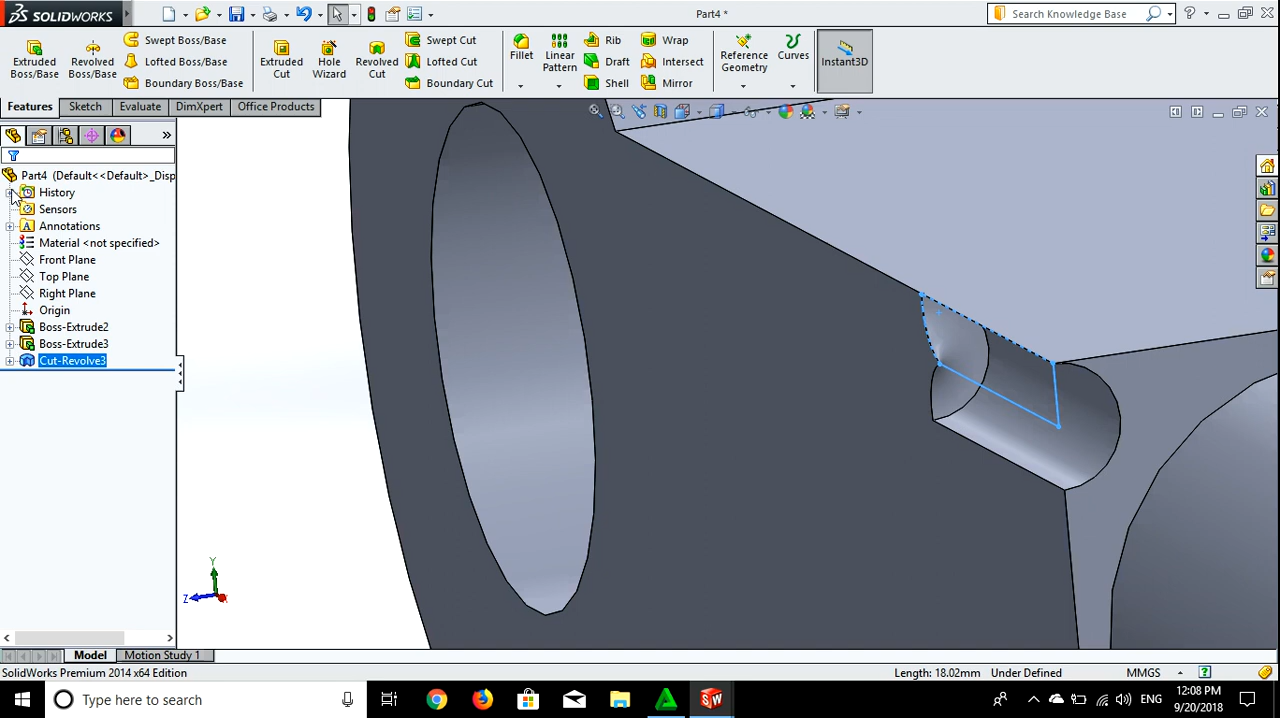 SOLIDWORKS
Part4 *
Search Knowledge Base
Extruded Boss/Base
Revolved Boss/Base
Swept Boss/Base
Lofted Boss/Base
Boundary Boss/Base
Extruded Cut
Hole Wizard
Revolved Cut
Swept Cut
Lofted Cut
Boundary Cut
Fillet
Linear Pattern
Rib
Draft
Shell
Wrap
Intersect
Mirror
Reference Geometry
Curves
Instant3D
Features
Sketch
Evaluate
DimXpert
Office Products
Part4 (Default<<Default>_Disp
History
Sensors
Annotations
Material <not specified>
Front Plane
Top Plane
Right Plane
Origin
Boss-Extrude2
Boss-Extrude3
Cut-Revolve3
Y
Z
Model
Motion Study 1
SolidWorks Premium 2014 x64 Edition
Length: 18.02mm
Under Defined
MMGS
Type here to search
ENG
12:08 PM
9/20/2018